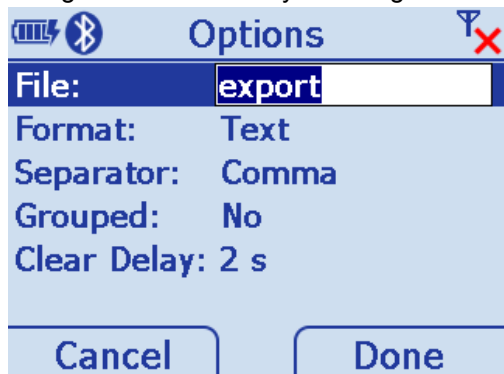 Options
File: export
Format: Text
Separator: Comma
Grouped: No
Clear Delay: 2 s
Cancel Done